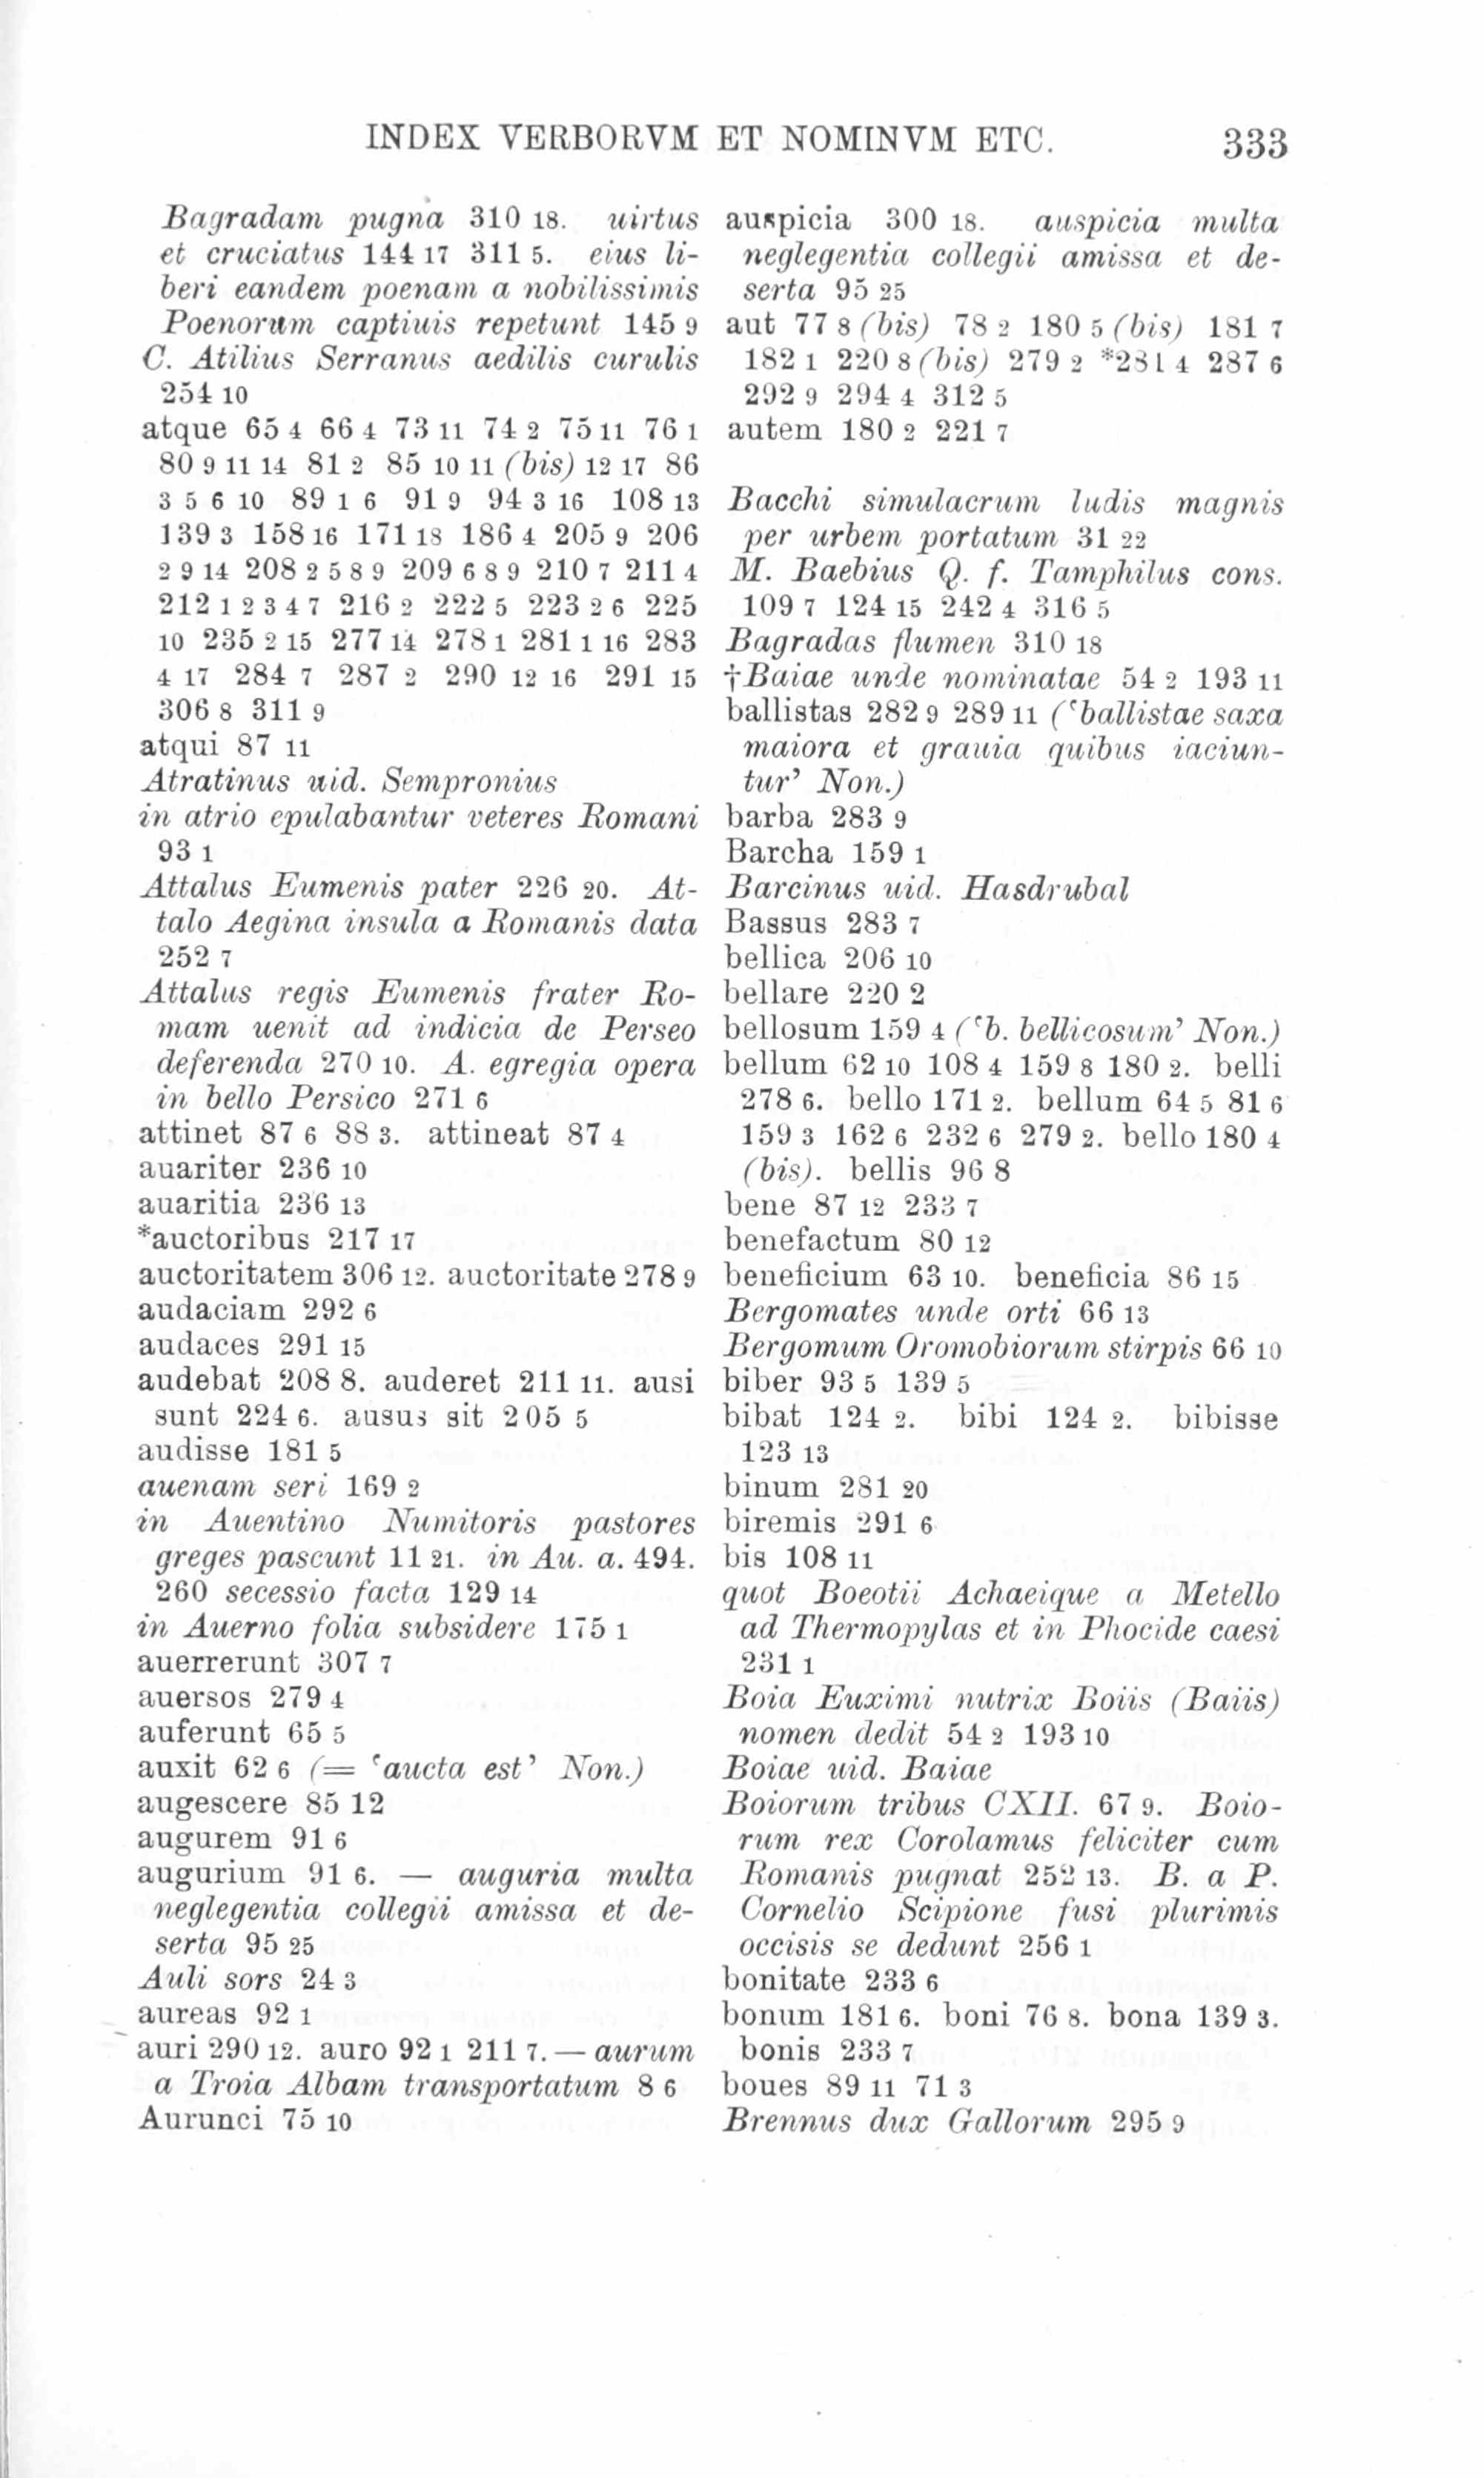 INDEX VERBORVM ET NOMINVM ETC. 333
Bagradam pugna 310 18. uirtus
et cruciatus 144 17 311 5. eius li-
beri eandem poenam a nobilissimis
Poenorum captiuis repetunt 145 9
C. Atilius Serranus aedilis curulis
254 10
atque 65 4 66 4 73 11 74 2 75 11 76 1
80 9 11 14 81 2 85 10 11 (bis) 12 17 86
3 5 6 10 89 1 6 91 9 94 3 16 108 13
139 3 158 16 171 18 186 4 205 9 206
2 9 14 208 2 5 8 9 209 6 8 9 210 7 211 4
212 1 2 3 4 7 216 2 222 5 223 2 6 225
10 235 2 15 277 14 278 1 281 1 16 283
4 17 284 7 287 2 290 12 16 291 15
306 8 311 9
atqui 87 11
Atratinus uid. Sempronius
in atrio epulabantur veteres Romani
93 1
Attalus Eumenis pater 226 20. At-
talo Aegina insula a Romanis data
252 7
Attalus regis Eumenis frater Ro-
mam uenit ad indicia de Perseo
deferenda 270 10. A. egregia opera
in bello Persico 271 6
attinet 87 6 88 3. attineat 87 4
auariter 236 10
auaritia 236 13
*auctoribus 217 17
auctoritatem 306 12. auctoritate 278 9
audaciam 292 6
audaces 291 15
audebat 208 8. auderet 211 11. ausi
sunt 224 6. ausus sit 205 5
audisse 181 5
auenam seri 169 2
in Auentino Numitoris pastores
greges pascunt 11 21. in Au. a. 494.
260 secessio facta 129 14
in Auerno folia subsidere 175 1
auerrerunt 307 7
auersos 279 4
auferunt 65 5
auxit 62 6 (= ‘aucta est’ Non.)
augescere 85 12
augurem 91 6
augurium 91 6. — auguria multa
neglegentia collegii amissa et de-
serta 95 25
Auli sors 24 3
aureas 92 1
auri 290 12. auro 92 1 211 7. — aurum
a Troia Albam transportatum 8 6
Aurunci 75 10
auspicia 300 18. auspicia multa
neglegentia collegii amissa et de-
serta 95 25
aut 77 8 (bis) 78 2 180 5 (bis) 181 7
182 1 220 8 (bis) 279 2 *281 4 287 6
292 9 294 4 312 5
autem 180 2 221 7
Bacchi simulacrum ludis magnis
per urbem portatum 31 22
M. Baebius Q. f. Tamphilus cons.
109 7 124 15 242 4 316 5
Bagradas flumen 310 18
†Baiae unde nominatae 54 2 193 11
ballistas 282 9 289 11 (‘ballistae saxa
maiora et grauia quibus iaciun-
tur’ Non.)
barba 283 9
Barcha 159 1
Barcinus uid. Hasdrubal
Bassus 283 7
bellica 206 10
bellare 220 2
bellosum 159 4 (‘b. bellicosum’ Non.)
bellum 62 10 108 4 159 8 180 2. belli
278 6. bello 171 2. bellum 64 5 81 6
159 3 162 6 232 6 279 2. bello 180 4
(bis). bellis 96 8
bene 87 12 233 7
benefactum 80 12
beneficium 63 10. beneficia 86 15
Bergomates unde orti 66 13
Bergomum Oromobiorum stirpis 66 10
biber 93 5 139 5
bibat 124 2. bibi 124 2. bibisse
123 13
binum 281 20
biremis 291 6
bis 108 11
quot Boeotii Achaeique a Metello
ad Thermopylas et in Phocide caesi
231 1
Boia Euximi nutrix Boiis (Baiis)
nomen dedit 54 2 193 10
Boiae uid. Baiae
Boiorum tribus CXII. 67 9. Boio-
rum rex Corolamus feliciter cum
Romanis pugnat 252 13. B. a P.
Cornelio Scipione fusi plurimis
occisis se dedunt 256 1
bonitate 233 6
bonum 181 6. boni 76 8. bona 139 3.
bonis 233 7
boues 89 11 71 3
Brennus dux Gallorum 295 9